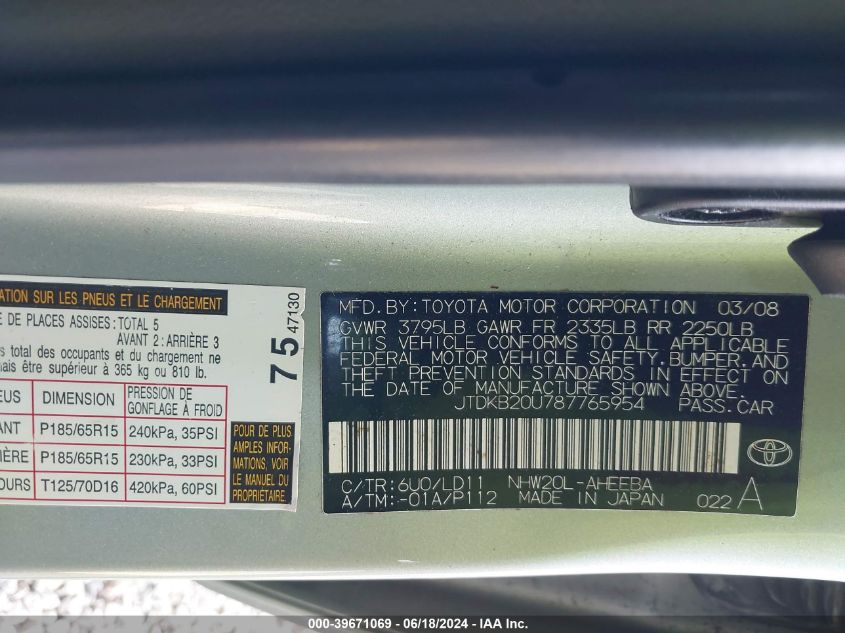 ATION SUR LES PNEUS ET LE CHARGEMENT
E DE PLACES ASSISES: TOTAL 5
AVANT 2: ARRIÈRE 3
s total des occupants et du chargement ne
mais être supérieur à 365 kg ou 810 lb.
EUS DIMENSION PRESSION DE GONFLAGE À FROID
ANT P185/65R15 240kPa, 35PSI
IÈRE P185/65R15 230kPa, 33PSI
OURS T125/70D16 420kPa, 60PSI
75 47130
POUR DE PLUS
AMPLES INFOR-
MATIONS, VOIR
LE MANUEL DU
PROPRIÉTAIRE.
MFD. BY: TOYOTA MOTOR CORPORATION 03/08
GVWR 3795LB GAWR FR 2335LB RR 2250LB
THIS VEHICLE CONFORMS TO ALL APPLICABLE
FEDERAL MOTOR VEHICLE SAFETY, BUMPER, AND
THEFT PREVENTION STANDARDS IN EFFECT ON
THE DATE OF MANUFACTURE SHOWN ABOVE.
JTDKB20U787765954 PASS. CAR
C/TR: 6U0/LD11 NHW20L-AHEEBA
A/TM: -01A/P112 MADE IN JAPAN 022 A
000-39671069 - 06/18/2024 - IAA Inc.